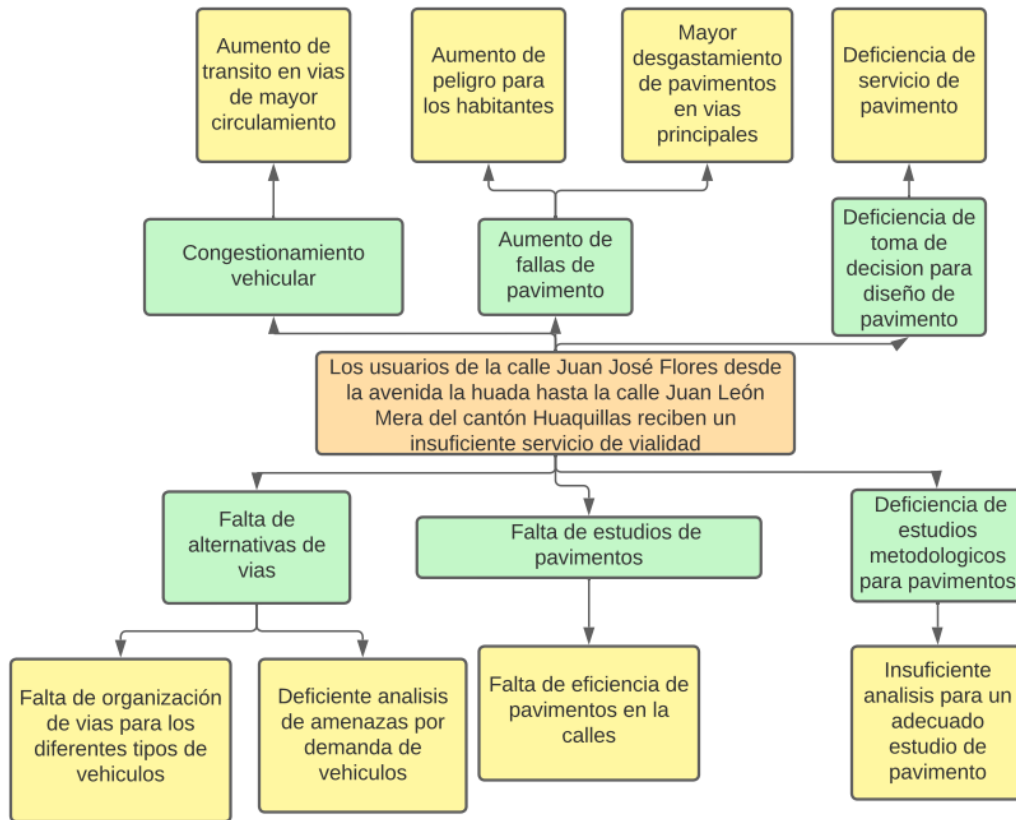 Aumento de
transito en vias
de mayor
circulamiento
Aumento de
peligro para
los habitantes
Mayor
desgastamiento
de pavimentos
en vias
principales
Deficiencia de
servicio de
pavimento
Congestionamiento
vehicular
Aumento de
fallas de
pavimento
Deficiencia de
toma de
decision para
diseño de
pavimento
Los usuarios de la calle Juan José Flores desde
la avenida la huada hasta la calle Juan León
Mera del cantón Huaquillas reciben un
insuficiente servicio de vialidad
Falta de
alternativas de
vias
Falta de estudios de
pavimentos
Deficiencia de
estudios
metodologicos
para pavimentos
Falta de organización
de vias para los
diferentes tipos de
vehiculos
Deficiente analisis
de amenazas por
demanda de
vehiculos
Falta de eficiencia de
pavimentos en la
calles
Insuficiente
analisis para un
adecuado
estudio de
pavimento